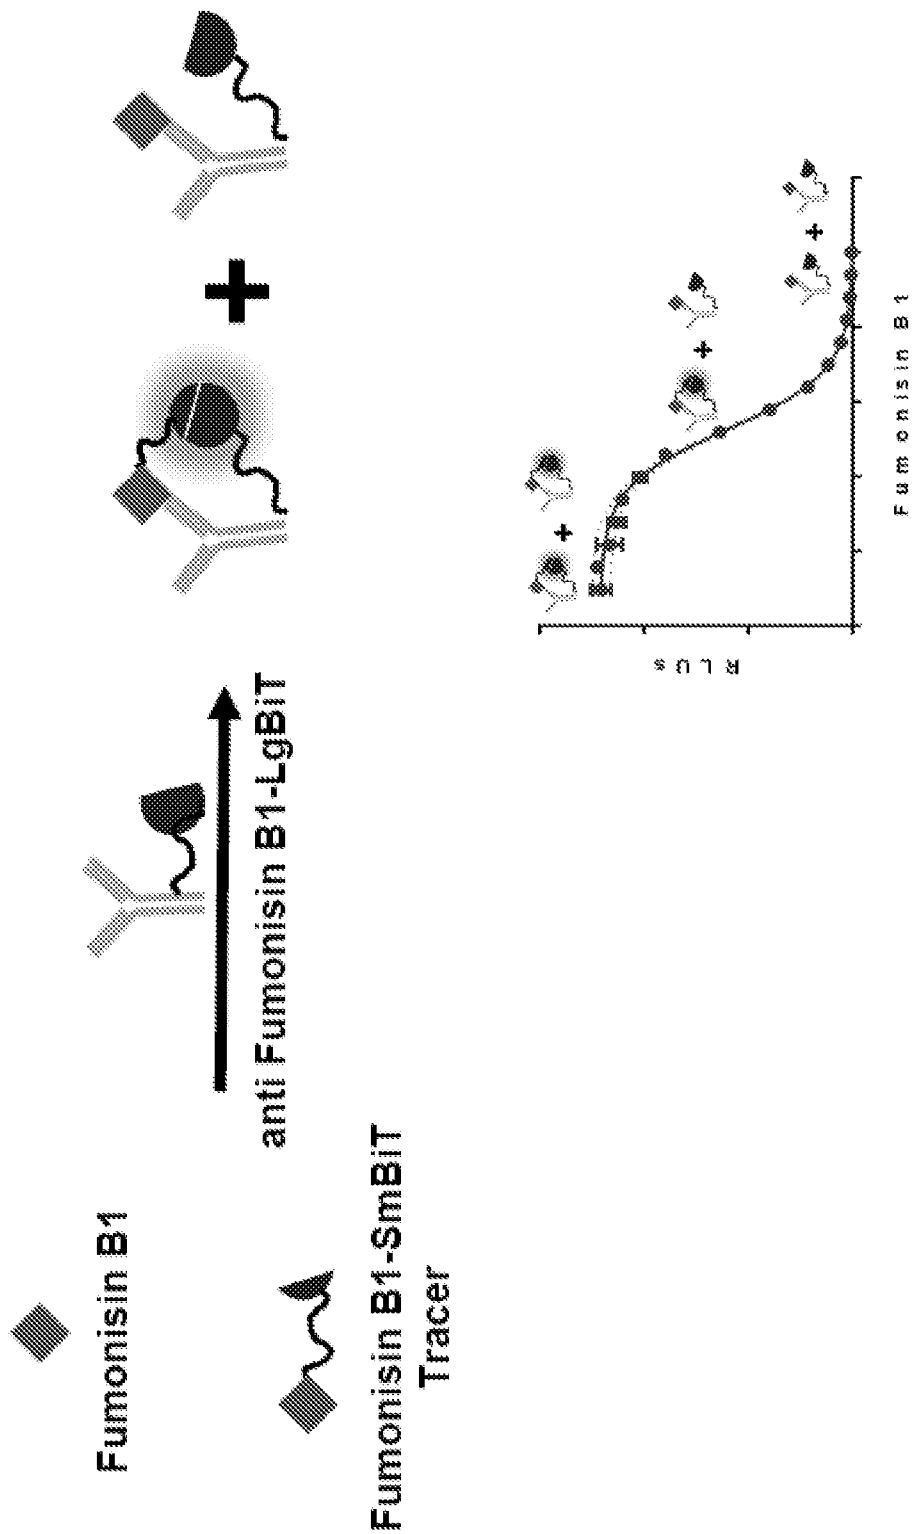 Fumonisin B1
Fumonisin B1-SmBiT
Tracer
anti Fumonisin B1-LgBiT
RLUs
Fumonisin B1